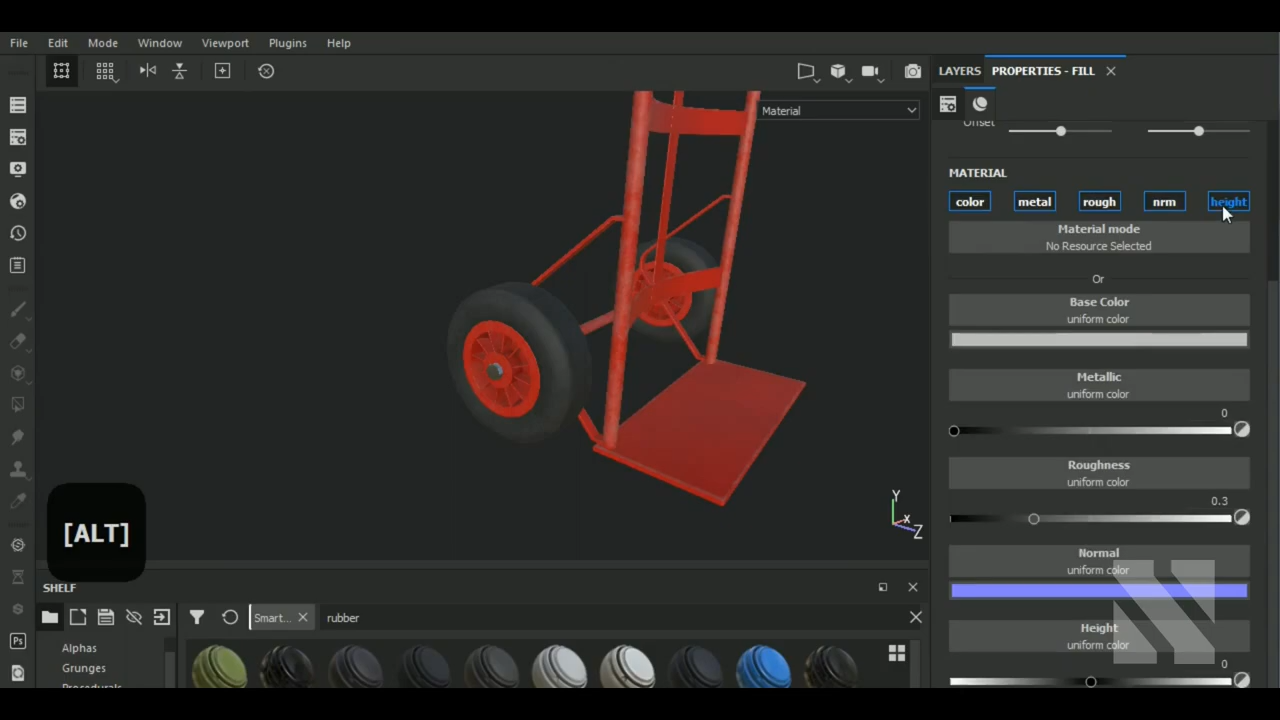 File Edit Mode Window Viewport Plugins Help
LAYERS PROPERTIES - FILL
Material
Offset
MATERIAL
color metal rough nrm height
Material mode
No Resource Selected
Or
Base Color
uniform color
Metallic
uniform color
0
Roughness
uniform color
0.3
Normal
uniform color
Height
uniform color
0
Y
X
Z
[ALT]
SHELF
Smart... rubber
Alphas
Grunges
Procedurals
Ps